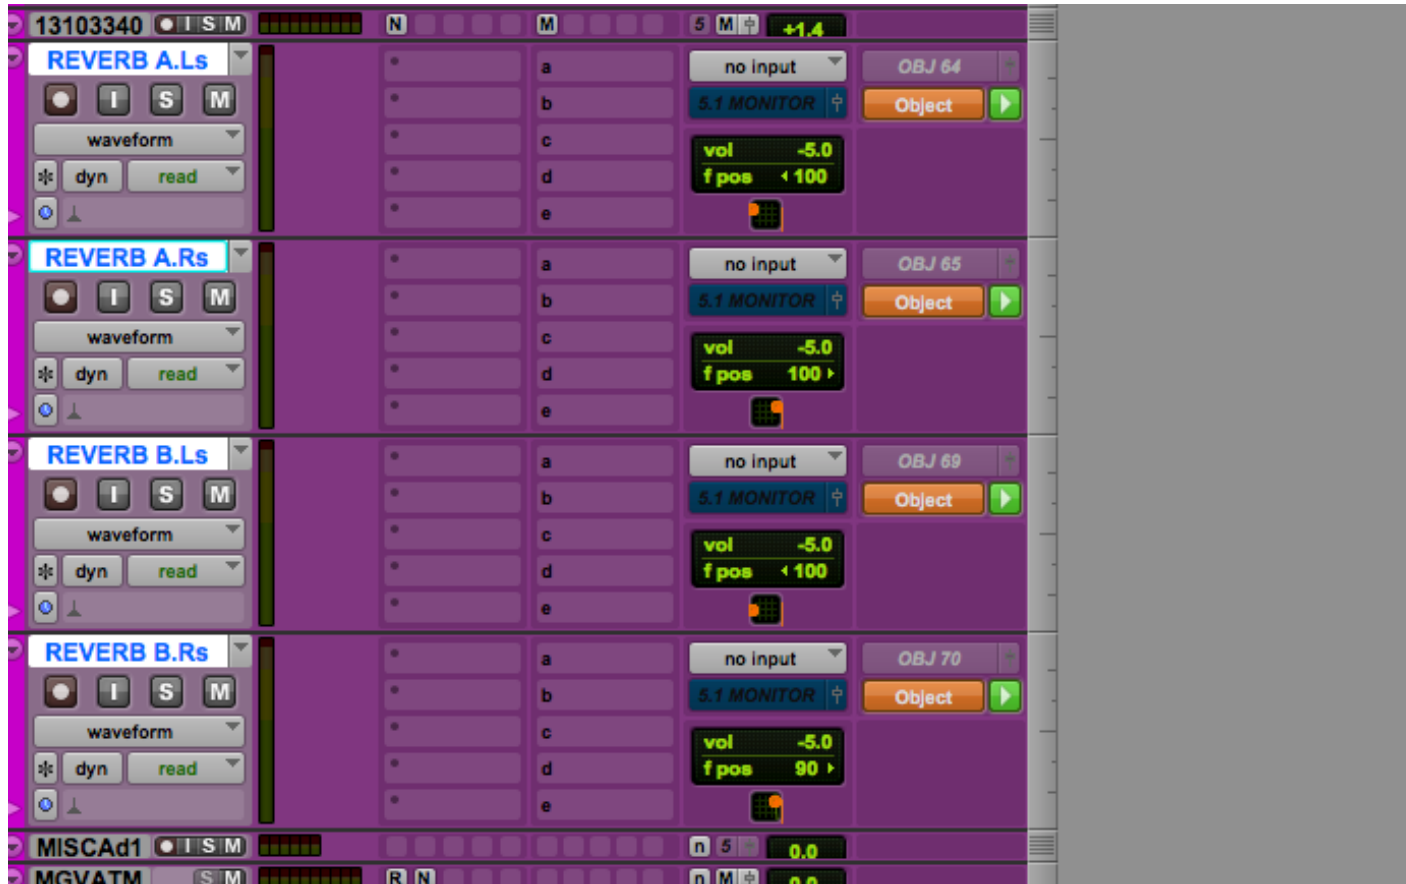 13103340 I S M N M 5 M +1.4
REVERB A.Ls a no input OBJ 64
I S M b 5.1 MONITOR Object
waveform c
vol -5.0
dyn read d f pos 100
e
REVERB A.Rs a no input OBJ 65
I S M b 5.1 MONITOR Object
waveform c
vol -5.0
dyn read d f pos 100
e
REVERB B.Ls a no input OBJ 69
I S M b 5.1 MONITOR Object
waveform c
vol -5.0
dyn read d f pos 100
e
REVERB B.Rs a no input OBJ 70
I S M b 5.1 MONITOR Object
waveform c
vol -5.0
dyn read d f pos 90
e
MISCAd1 I S M n 5 0.0
MGVATM S M R N n M 0.0